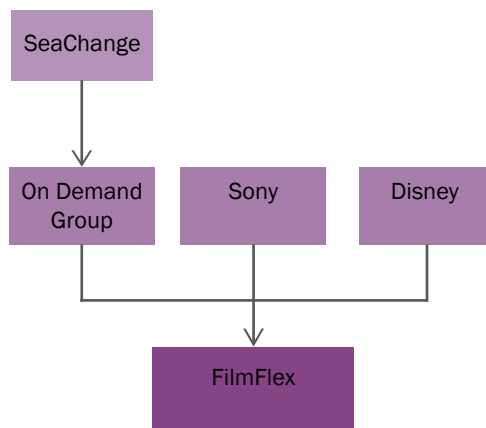 SeaChange
On Demand
Group
Sony
Disney
FilmFlex